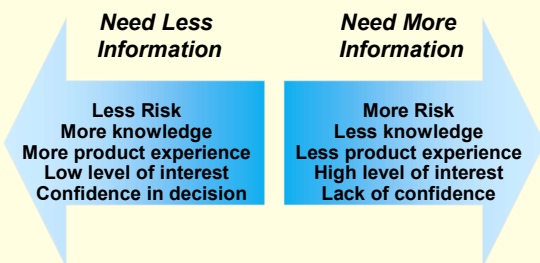 Need Less
Information
Less Risk
More knowledge
More product experience
Low level of interest
Confidence in decision
Need More
Information
More Risk
Less knowledge
Less product experience
High level of interest
Lack of confidence